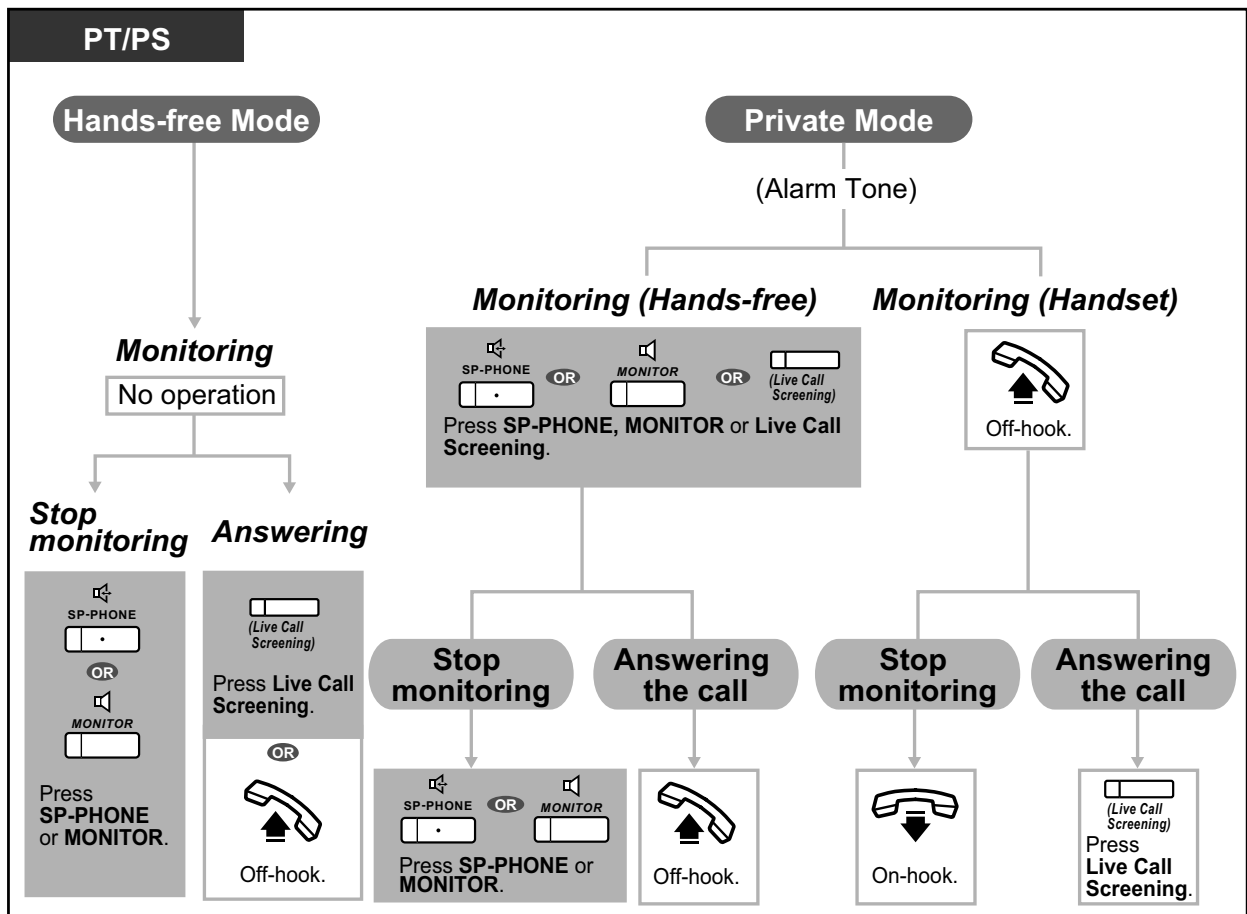 PT/PS
Hands-free Mode
Monitoring
No operation
Stop
monitoring
SP-PHONE
OR
MONITOR
Press
SP-PHONE
or MONITOR.
Answering
(Live Call
Screening)
Press Live Call
Screening.
OR
Off-hook.
Private Mode
(Alarm Tone)
Monitoring (Hands-free)
SP-PHONE
OR
MONITOR
OR
(Live Call
Screening)
Press SP-PHONE, MONITOR or Live Call
Screening.
Stop
monitoring
SP-PHONE
OR
MONITOR
Press SP-PHONE or
MONITOR.
Answering
the call
Off-hook.
Monitoring (Handset)
Off-hook.
Stop
monitoring
On-hook.
Answering
the call
(Live Call
Screening)
Press
Live Call
Screening.